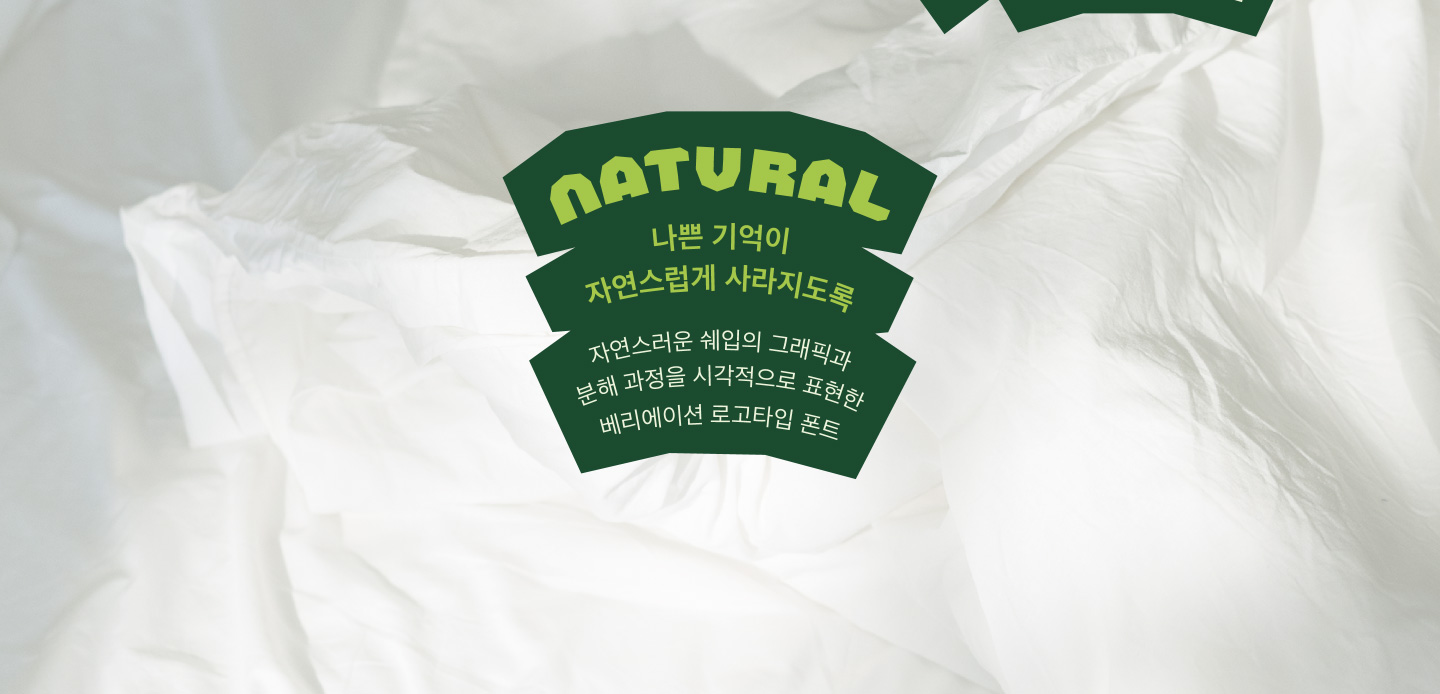 NATURAL
나쁜 기억이
자연스럽게 사라지도록
자연스러운 쉐입의 그래픽과
분해 과정을 시각적으로 표현한
베리에이션 로고타입 폰트